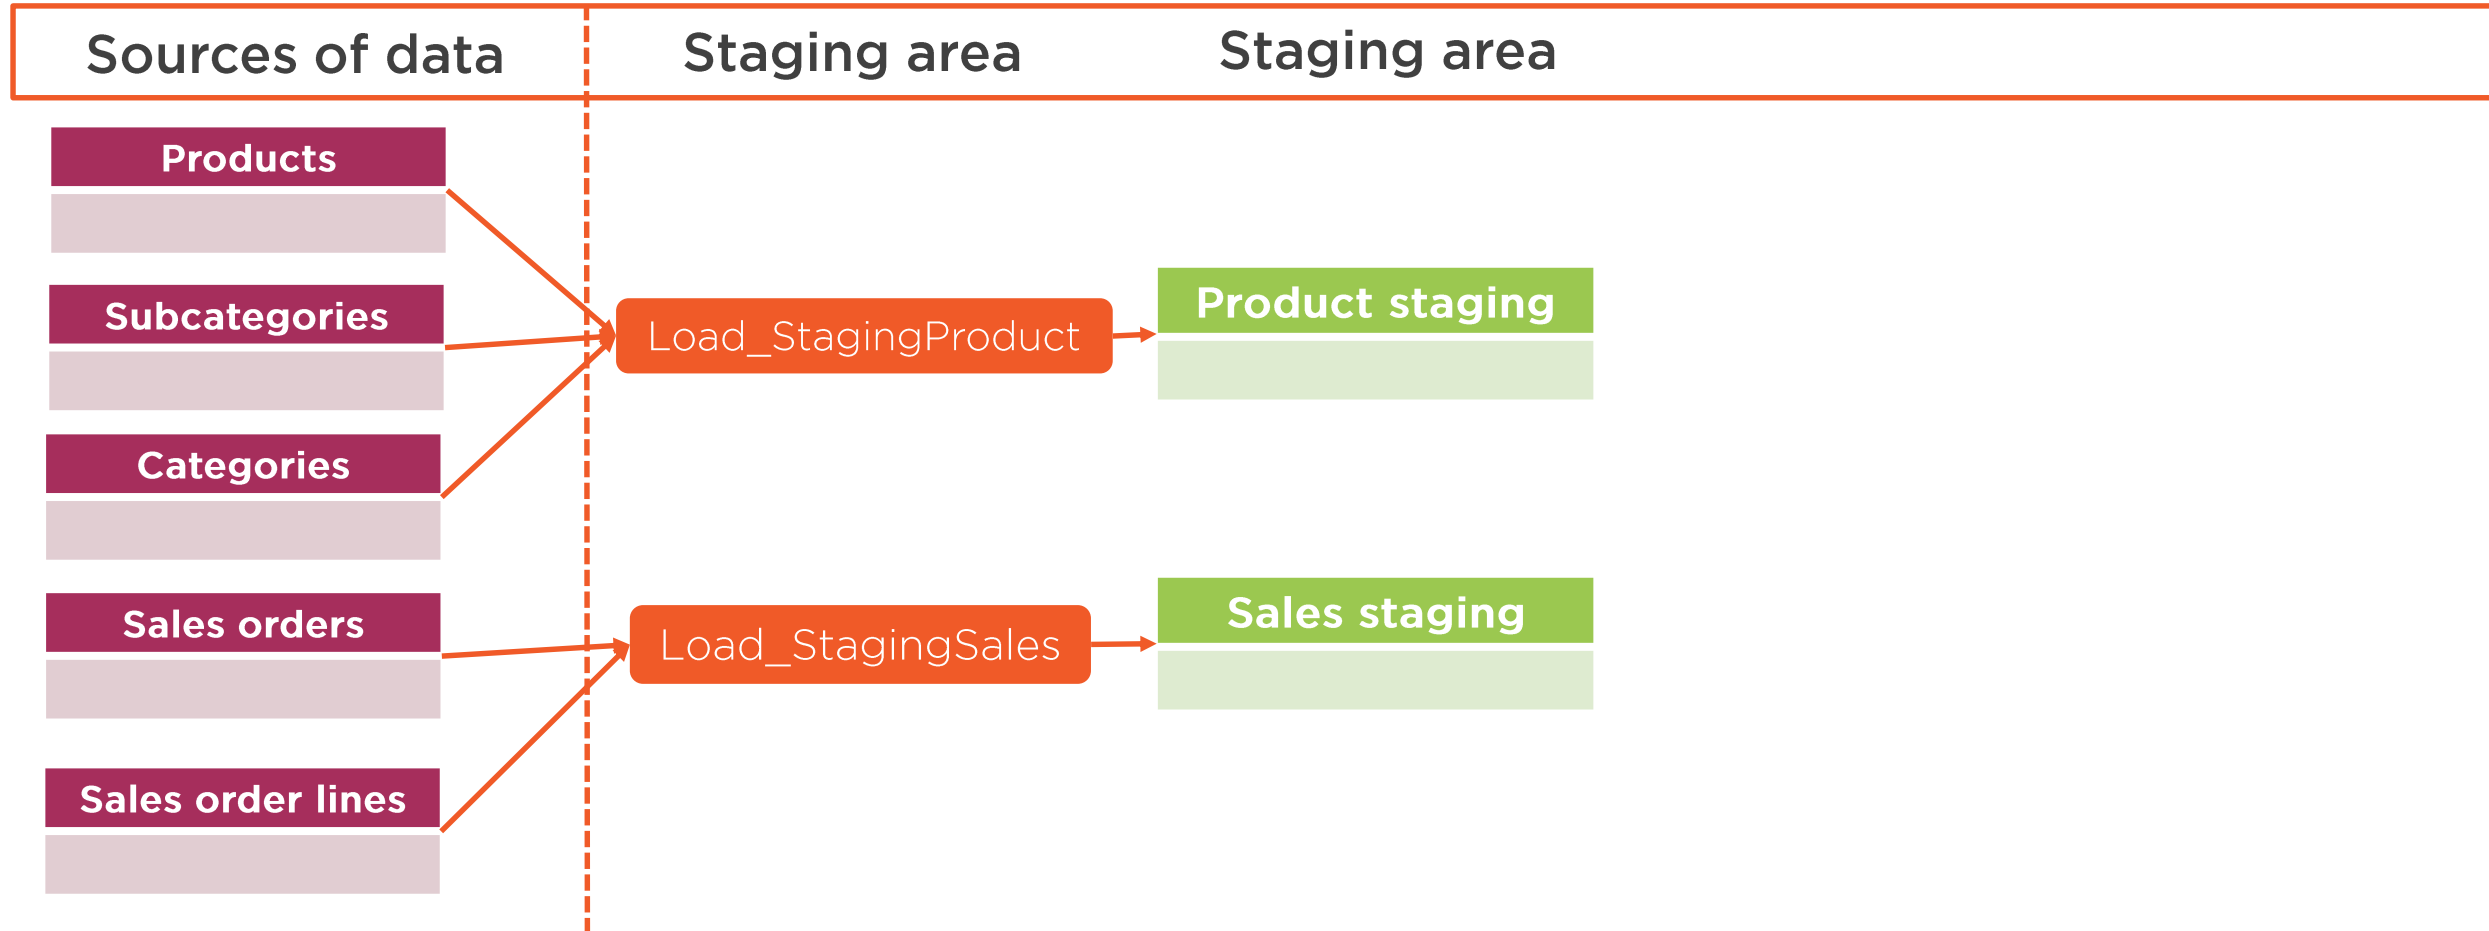 Sources of data
Staging area
Staging area
Products
Subcategories
Categories
Sales orders
Sales order lines
Load_StagingProduct
Load_StagingSales
Product staging
Sales staging